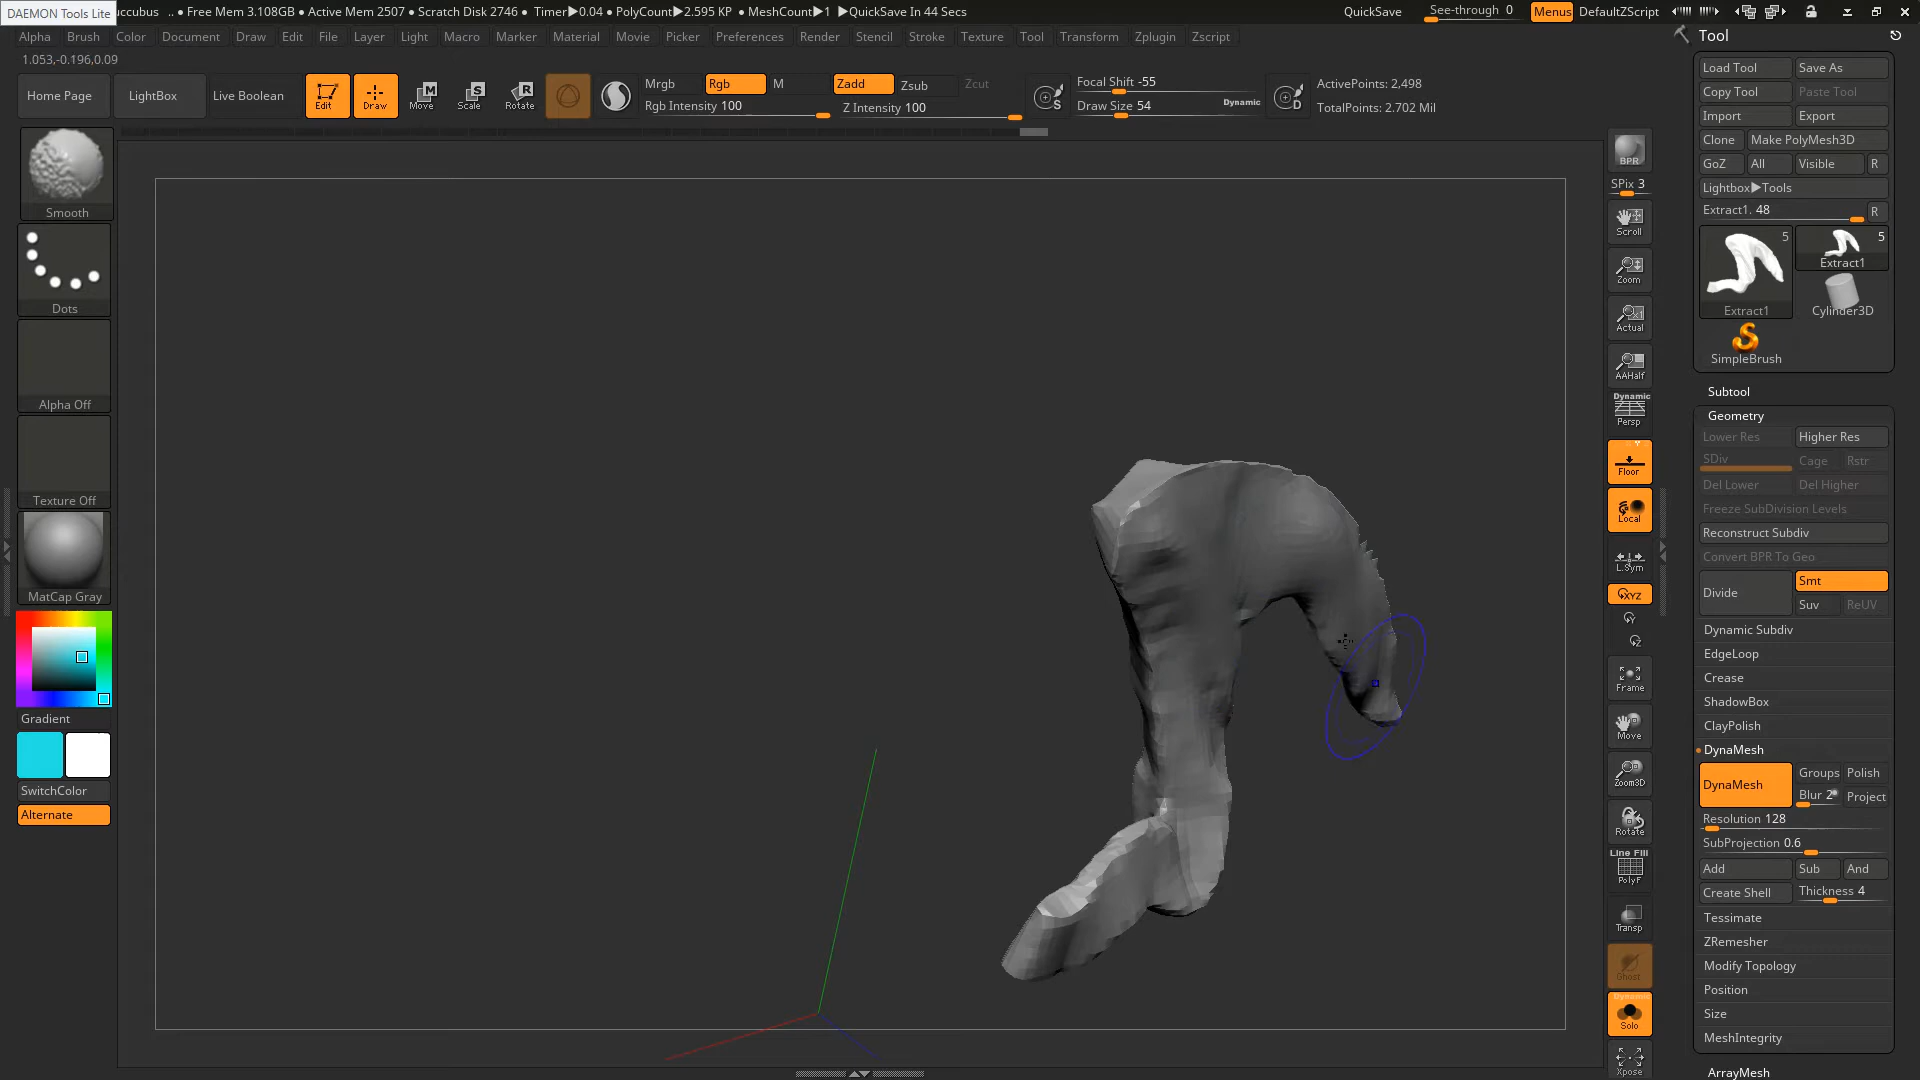 DAEMON Tools Lite
ccubus .. ● Free Mem 3.108GB ● Active Mem 2507 ● Scratch Disk 2746 ● Timer▶0.04 ● PolyCount▶2.595 KP ● MeshCount▶1 ▶QuickSave In 44 Secs
QuickSave See-through 0 Menus DefaultZScript
Alpha Brush Color Document Draw Edit File Layer Light Macro Marker Material Movie Picker Preferences Render Stencil Stroke Texture Tool Transform Zplugin Zscript
1.053,-0.196,0.09
Home Page LightBox Live Boolean Edit Draw Move Scale Rotate
Mrgb Rgb M Zadd Zsub Zcut
Rgb Intensity 100 Z Intensity 100
S
Focal Shift -55
Draw Size 54 Dynamic
D
ActivePoints: 2,498
TotalPoints: 2.702 Mil
Smooth
Dots
Alpha Off
Texture Off
MatCap Gray
Gradient
SwitchColor
Alternate
BPR
SPix 3
Scroll
Zoom
Actual
AAHalf
Dynamic
Persp
Floor
Local
L.Sym
XYZ
Y
Z
Frame
Move
Zoom3D
Rotate
Line Fill
PolyF
Transp
Ghost
Dynamic
Solo
Xpose
Tool
Load Tool Save As
Copy Tool Paste Tool
Import Export
Clone Make PolyMesh3D
GoZ All Visible R
Lightbox▶Tools
Extract1. 48 R
5 5
Extract1
Extract1 Cylinder3D
SimpleBrush
Subtool
Geometry
Lower Res Higher Res
SDiv Cage Rstr
Del Lower Del Higher
Freeze SubDivision Levels
Reconstruct Subdiv
Convert BPR To Geo
Divide Smt
Suv ReUV
Dynamic Subdiv
EdgeLoop
Crease
ShadowBox
ClayPolish
DynaMesh
DynaMesh Groups Polish
Blur 2 Project
Resolution 128
SubProjection 0.6
Add Sub And
Create Shell Thickness 4
Tessimate
ZRemesher
Modify Topology
Position
Size
MeshIntegrity
ArrayMesh